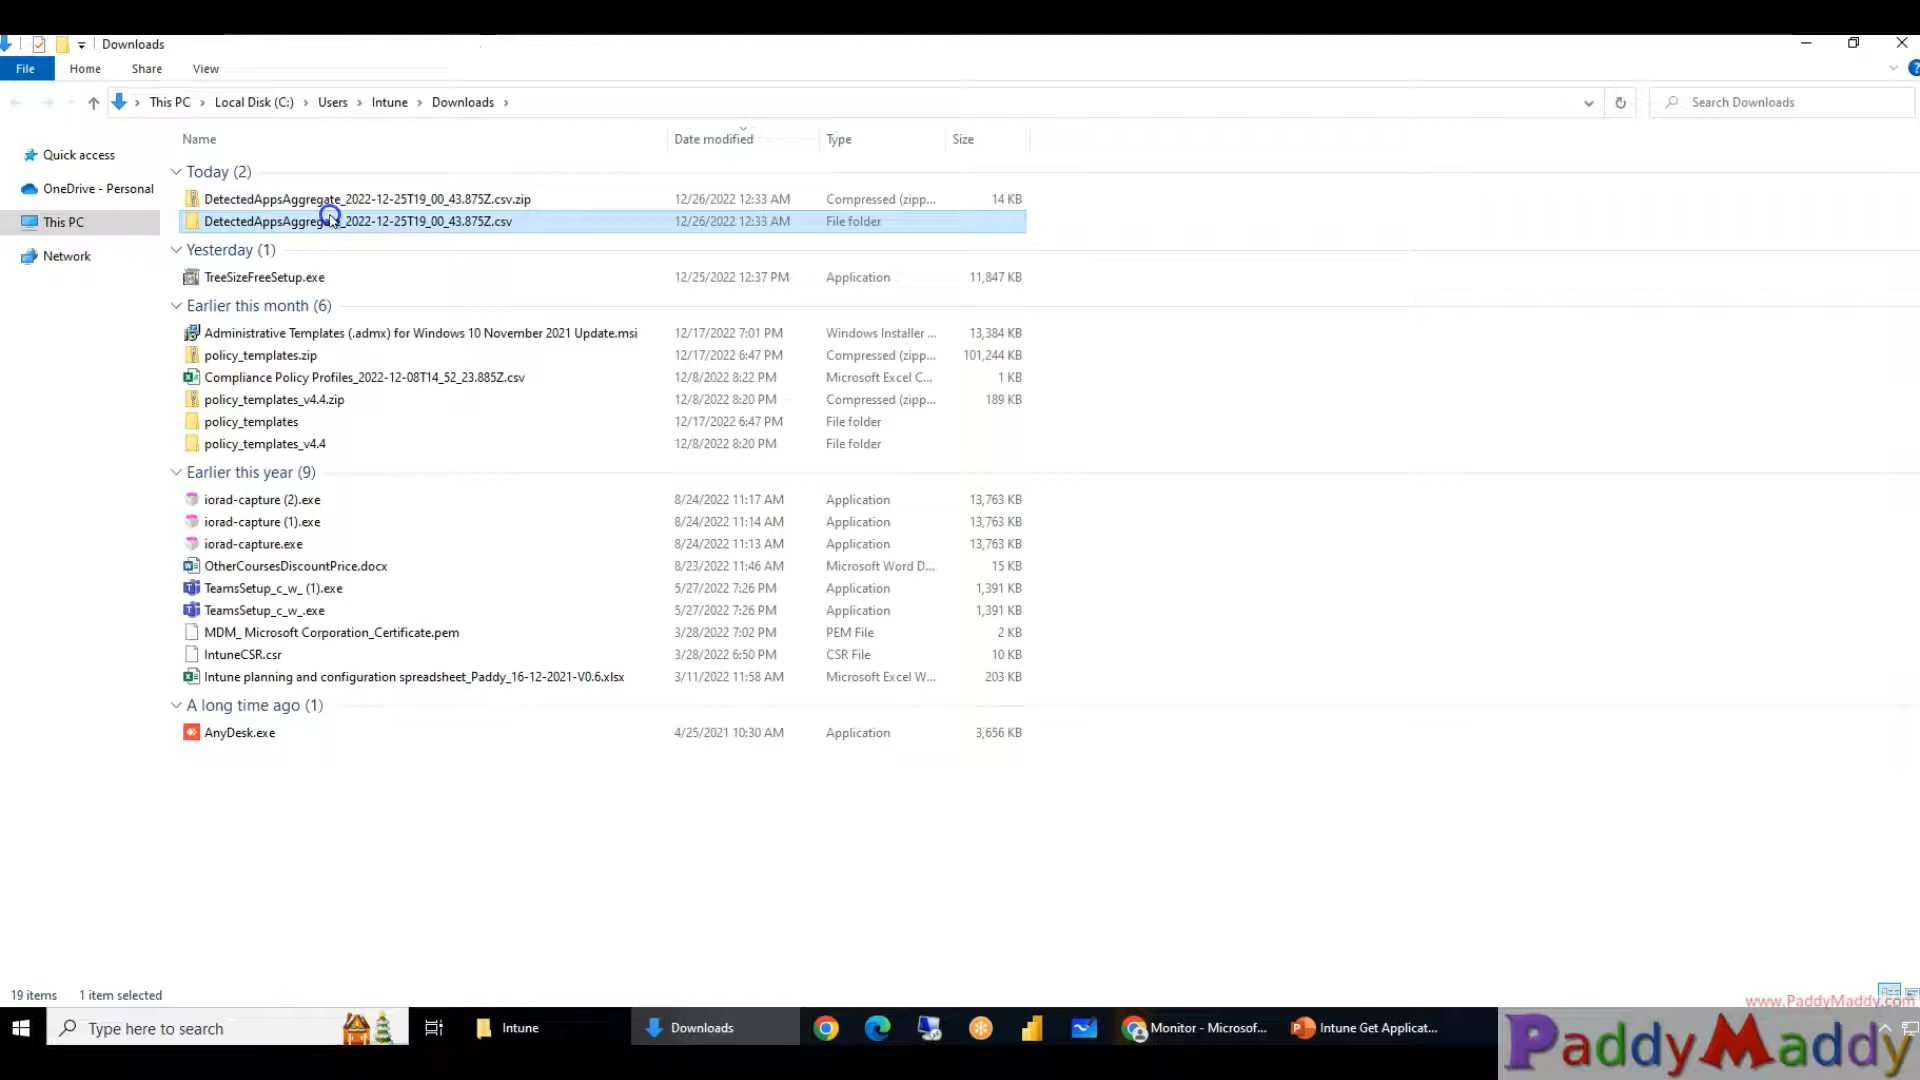 Downloads
File Home Share View
This PC Local Disk (C:) Users Intune Downloads Search Downloads
Name Date modified Type Size
Quick access
OneDrive - Personal
This PC
Network
Today (2)
DetectedAppsAggregate_2022-12-25T19_00_43.875Z.csv.zip 12/26/2022 12:33 AM Compressed (zipp... 14 KB
DetectedAppsAggregate_2022-12-25T19_00_43.875Z.csv 12/26/2022 12:33 AM File folder
Yesterday (1)
TreeSizeFreeSetup.exe 12/25/2022 12:37 PM Application 11,847 KB
Earlier this month (6)
Administrative Templates (.admx) for Windows 10 November 2021 Update.msi 12/17/2022 7:01 PM Windows Installer ... 13,384 KB
policy_templates.zip 12/17/2022 6:47 PM Compressed (zipp... 101,244 KB
Compliance Policy Profiles_2022-12-08T14_52_23.885Z.csv 12/8/2022 8:22 PM Microsoft Excel C... 1 KB
policy_templates_v4.4.zip 12/8/2022 8:20 PM Compressed (zipp... 189 KB
policy_templates 12/17/2022 6:47 PM File folder
policy_templates_v4.4 12/8/2022 8:20 PM File folder
Earlier this year (9)
iorad-capture (2).exe 8/24/2022 11:17 AM Application 13,763 KB
iorad-capture (1).exe 8/24/2022 11:14 AM Application 13,763 KB
iorad-capture.exe 8/24/2022 11:13 AM Application 13,763 KB
OtherCoursesDiscountPrice.docx 8/23/2022 11:46 AM Microsoft Word D... 15 KB
TeamsSetup_c_w_ (1).exe 5/27/2022 7:26 PM Application 1,391 KB
TeamsSetup_c_w_.exe 5/27/2022 7:26 PM Application 1,391 KB
MDM_ Microsoft Corporation_Certificate.pem 3/28/2022 7:02 PM PEM File 2 KB
IntuneCSR.csr 3/28/2022 6:50 PM CSR File 10 KB
Intune planning and configuration spreadsheet_Paddy_16-12-2021-V0.6.xlsx 3/11/2022 11:58 AM Microsoft Excel W... 203 KB
A long time ago (1)
AnyDesk.exe 4/25/2021 10:30 AM Application 3,656 KB
19 items 1 item selected
www.PaddyMaddy.com
Type here to search Intune Downloads Monitor - Microsof... Intune Get Applicat...
PaddyMaddy